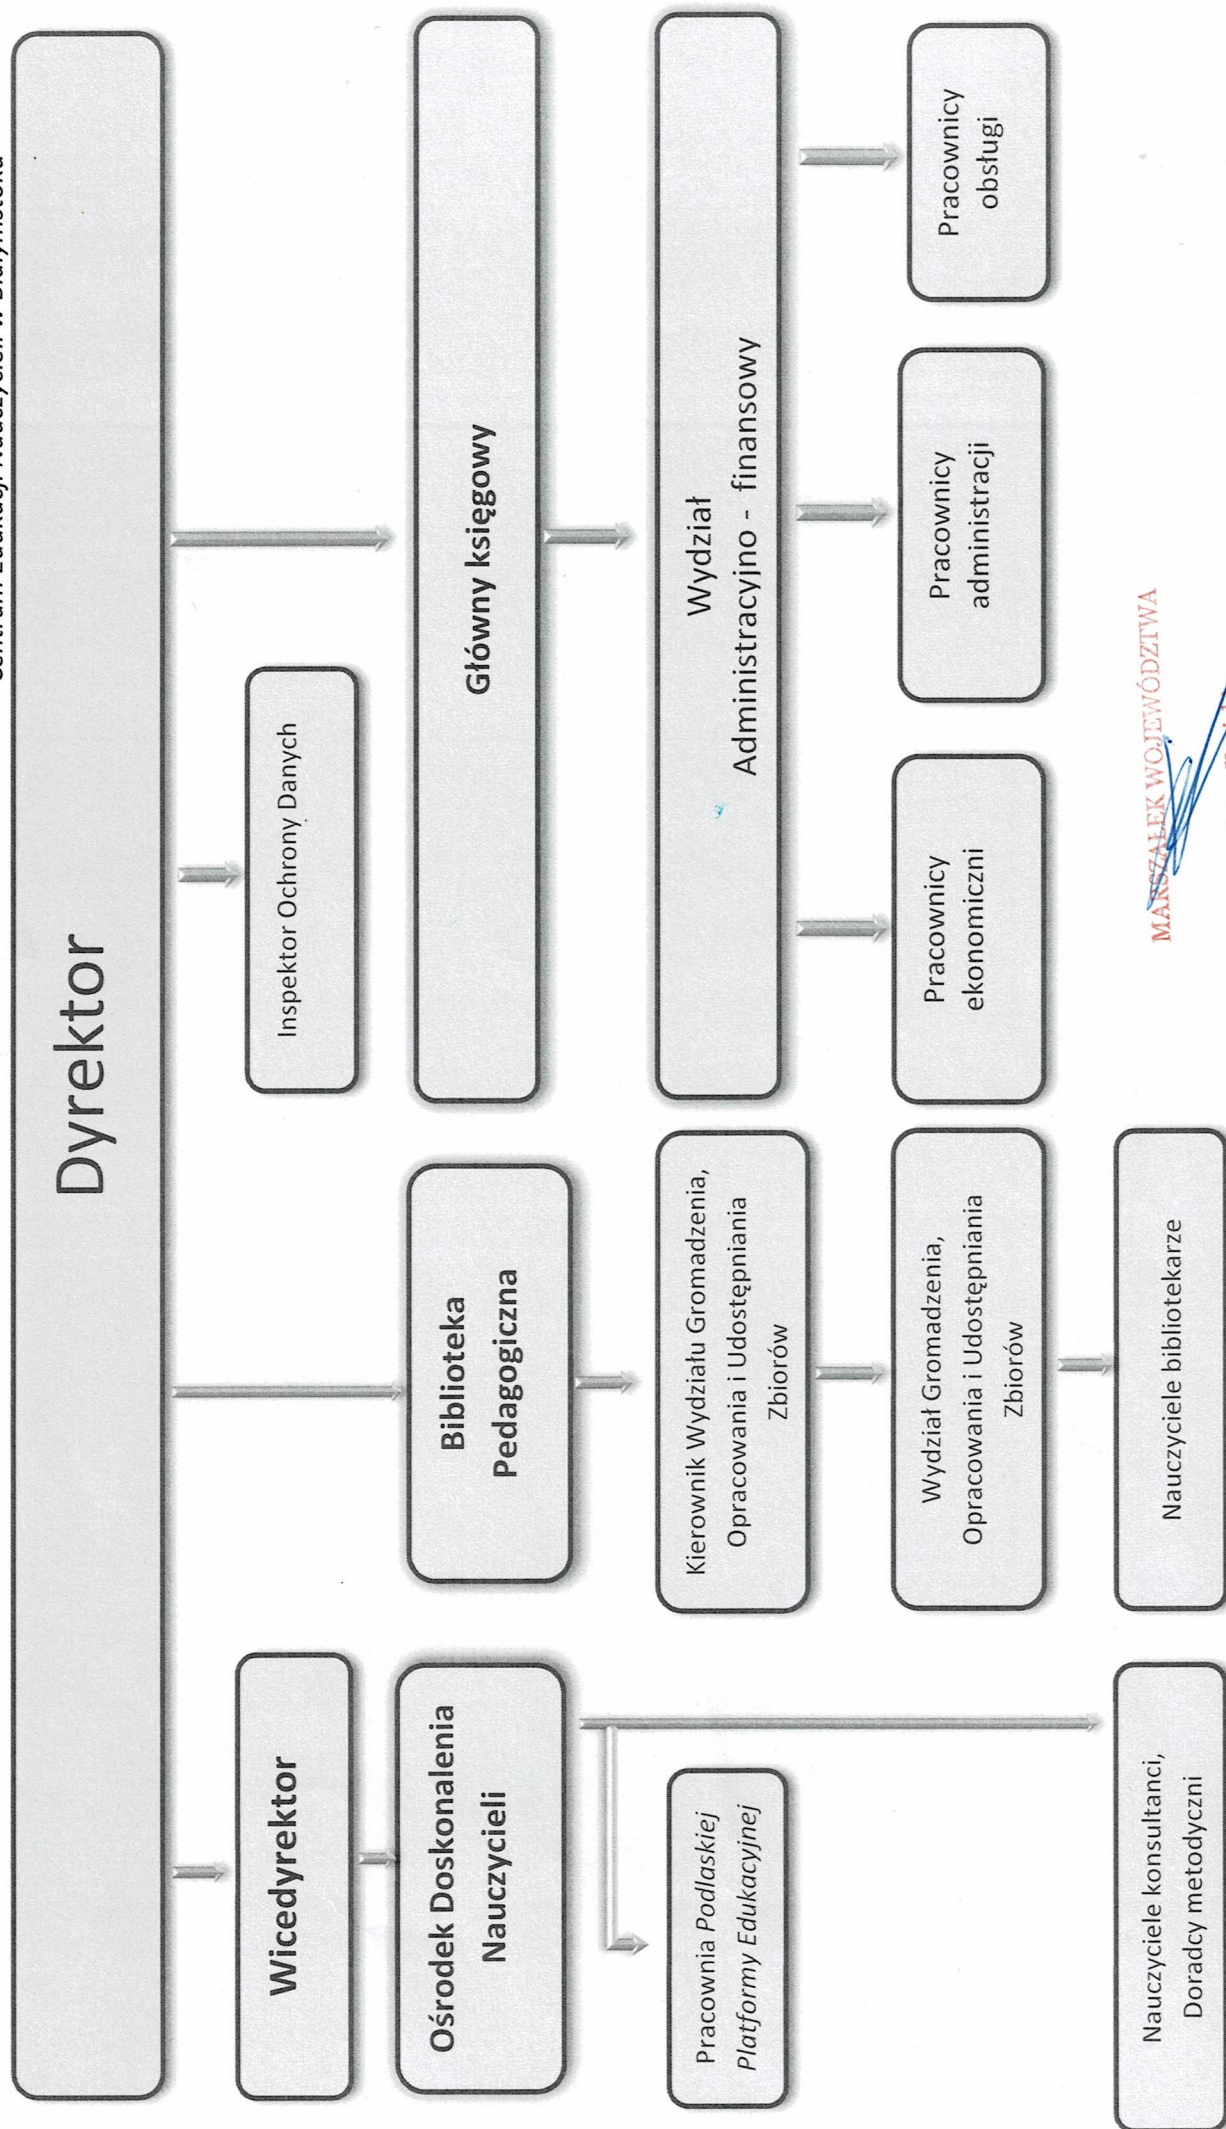 Centrum Edukacji Nauczycieli w Białymstoku
Dyrektor
Wicedyrektor
Inspektor Ochrony Danych
Ośrodek Doskonalenia
Nauczycieli
Biblioteka
Pedagogiczna
Główny księgowy
Pracownia Podlaskiej
Platformy Edukacyjnej
Kierownik Wydziału Gromadzenia,
Opracowania i Udostępniania
Zbiorów
Wydział
Administracyjno - finansowy
Wydział Gromadzenia,
Opracowania i Udostępniania
Zbiorów
Pracownicy
ekonomiczni
Pracownicy
administracji
Pracownicy
obsługi
Nauczyciele konsultanci,
Doradcy metodyczni
Nauczyciele bibliotekarze
MARSZAŁEK WOJEWÓDZTWA